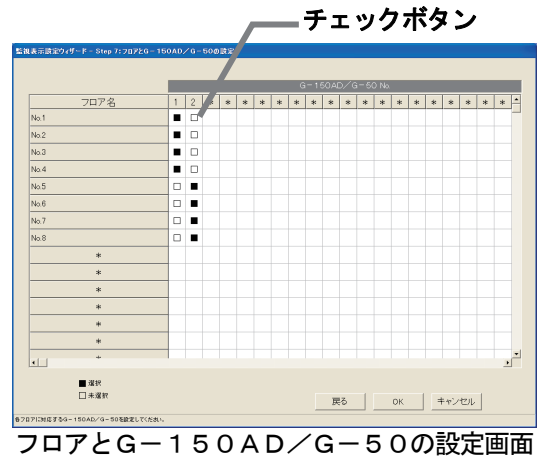 チェックボタン
監視表示設定ウィザード - Step 7:フロアとG-150AD/G-50の設定
G-150AD/G-50 No.
フロア名 1 2 * * * * * * * * * * * * * * * * *
No.1 ■ □
No.2 ■ □
No.3 ■ □
No.4 ■ □
No.5 □ ■
No.6 □ ■
No.7 □ ■
No.8 □ ■
*
*
*
*
*
*
*
■ 選択
□ 未選択
戻る OK キャンセル
各フロアに対応するG-150AD/G-50を設定してください。
フロアとG-150AD/G-50の設定画面